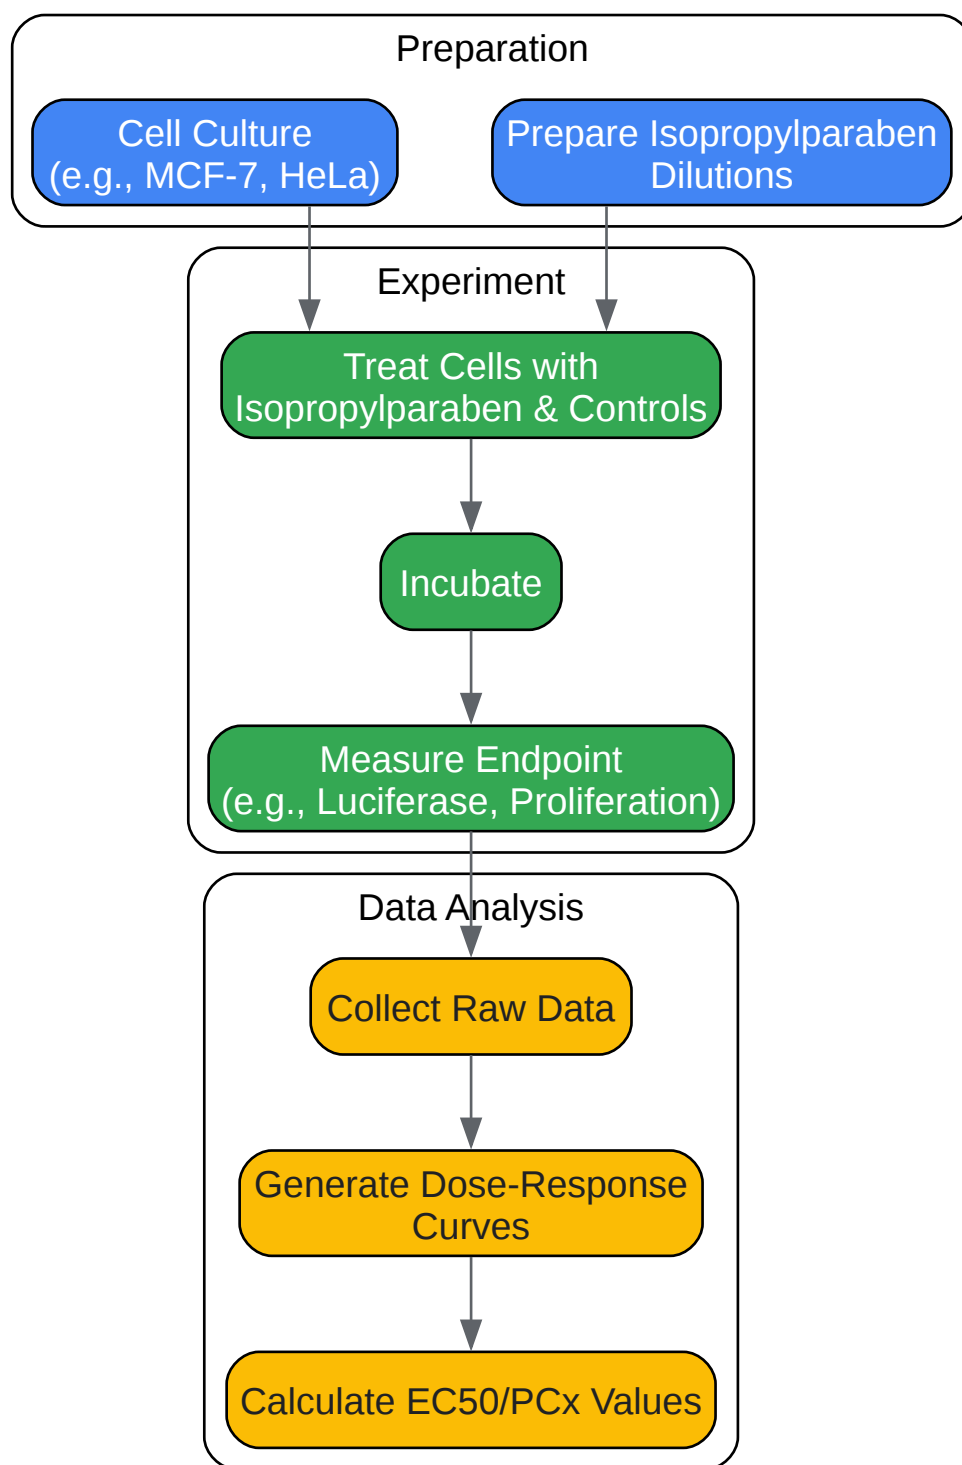 Preparation
Cell Culture
(e.g., MCF-7, HeLa)
Prepare Isopropylparaben
Dilutions
Experiment
Treat Cells with
Isopropylparaben & Controls
Incubate
Measure Endpoint
(e.g., Luciferase, Proliferation)
Data Analysis
Collect Raw Data
Generate Dose-Response
Curves
Calculate EC50/PCx Values